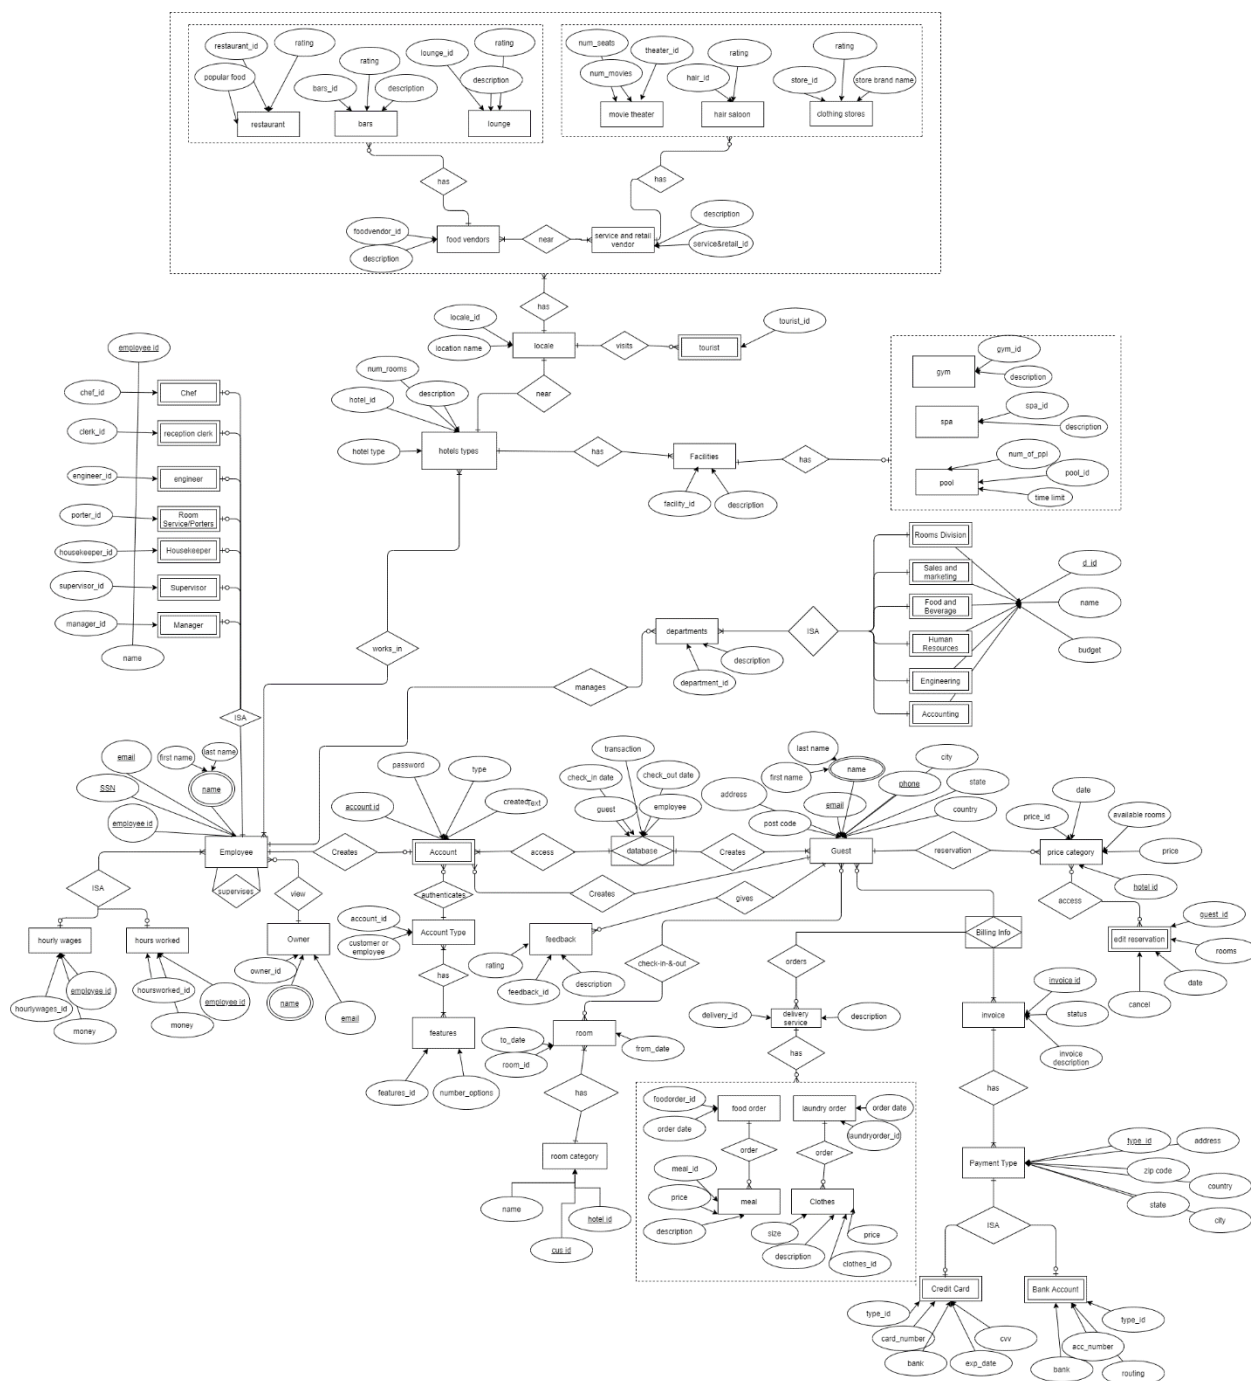 restaurant_id
rating
popular food
restaurant
rating
bars_id
description
bars
lounge_id
rating
description
lounge
num_seats
theater_id
num_movies
movie theater
rating
hair_id
hair saloon
rating
store_id
store brand name
clothing stores
has
has
foodvendor_id
description
food vendors
near
service and retail
vendor
description
service&retail_id
has
locale_id
location name
locale
visits
tourist
tourist_id
near
num_rooms
hotel_id
description
hotel type
hotels types
has
Facilities
facility_id
description
has
gym_id
gym
description
spa_id
spa
description
num_of_ppl
pool_id
pool
time limit
employee id
chef_id
Chef
clerk_id
reception clerk
engineer_id
engineer
porter_id
Room
Service/Porters
housekeeper_id
Housekeeper
supervisor_id
Supervisor
manager_id
Manager
name
ISA
works_in
manages
departments
department_id
description
ISA
Rooms Division
Sales and
marketing
Food and
Beverage
Human
Resources
Engineering
Accounting
d_id
name
budget
email
first name
last name
name
SSN
employee id
Employee
supervises
ISA
hourly wages
hours worked
hourlywages_id
employee id
money
hoursworked_id
employee id
money
view
Owner
owner_id
name
email
Creates
password
type
account id
created
Text
Account
authenticates
account_id
customer or
employee
Account Type
has
features
features_id
number_options
access
transaction
check_in date
check_out date
guest
employee
database
Creates
Creates
gives
feedback
rating
feedback_id
description
last name
first name
name
address
post code
email
phone
city
state
country
Guest
reservation
date
price_id
available rooms
price
price category
hotel id
access
edit reservation
guest_id
rooms
date
cancel
check-in-&-out
to_date
room_id
room
from_date
has
room category
name
cus id
hotel id
Billing Info
orders
delivery_id
delivery
service
description
has
foodorder_id
order date
food order
order
meal_id
price
description
meal
laundry order
order date
laundryorder_id
order
Clothes
size
description
price
clothes_id
invoice
invoice id
status
invoice
description
has
Payment Type
type_id
address
zip code
country
state
city
ISA
Credit Card
type_id
card_number
bank
exp_date
cvv
Bank Account
type_id
acc_number
bank
routing